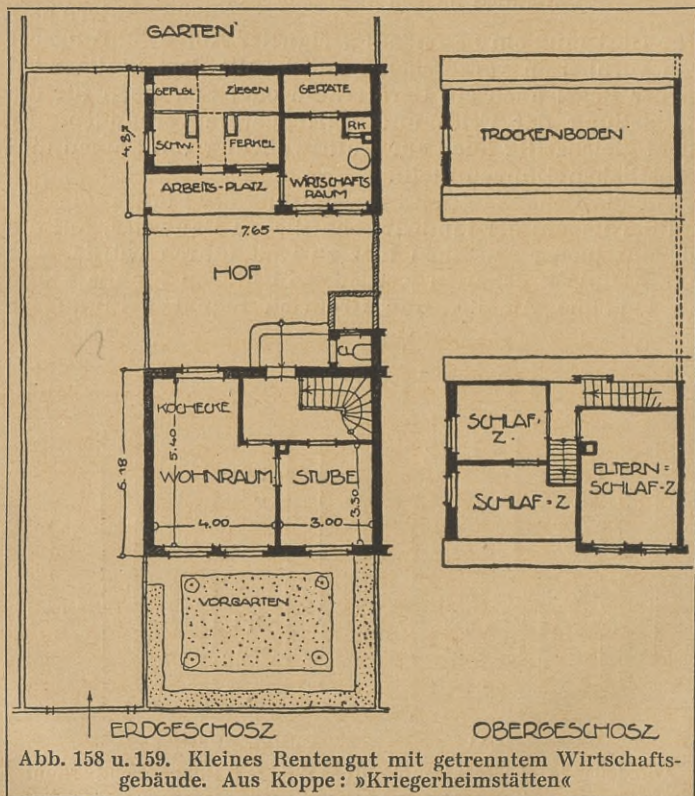 GARTEN
GEFLGL.
ZIEGEN
GERÄTE
SCHW.
FERKEL
RK
ARBEITS-PLATZ
WIRTSCHAFTS
RAUM
4.87
7.65
HOF
KOCHECKE
5.40
6.18
WOHNRAUM
STUBE
4.00
3.00
3.30
VORGARTEN
ERDGESCHOSZ
TROCKENBODEN
SCHLAF-
Z.
SCHLAF-Z
ELTERN-
SCHLAF-Z
OBERGESCHOSZ
Abb. 158 u. 159. Kleines Rentengut mit getrenntem Wirtschafts-
gebäude. Aus Koppe: »Kriegerheimstätten«